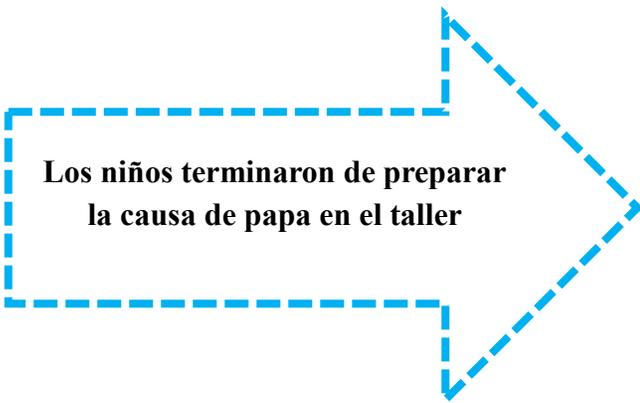 Los niños terminaron de preparar
la causa de papa en el taller